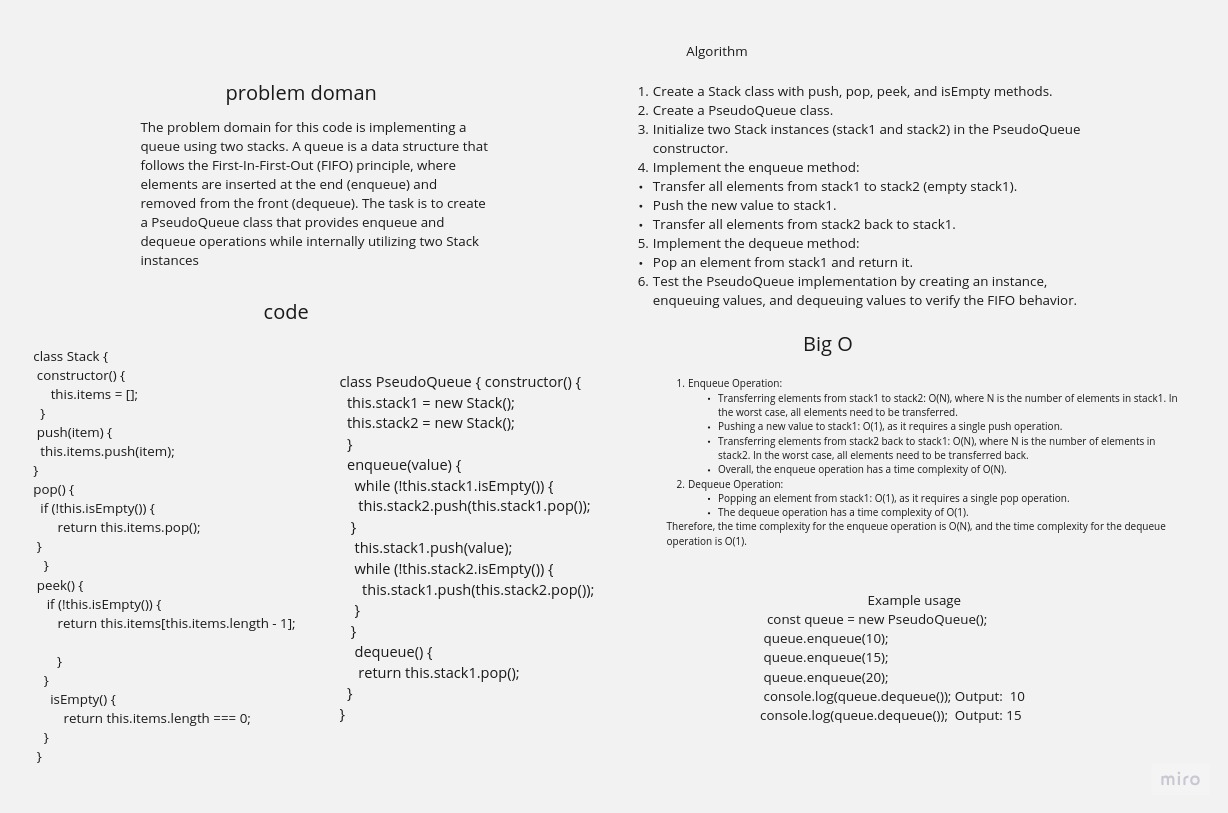 problem doman
The problem domain for this code is implementing a
queue using two stacks. A queue is a data structure that
follows the First-In-First-Out (FIFO) principle, where
elements are inserted at the end (enqueue) and
removed from the front (dequeue). The task is to create
a PseudoQueue class that provides enqueue and
dequeue operations while internally utilizing two Stack
instances
code
class Stack {
constructor() {
this.items = [];
}
push(item) {
this.items.push(item);
}
pop() {
if (!this.isEmpty()) {
return this.items.pop();
}
}
peek() {
if (!this.isEmpty()) {
return this.items[this.items.length - 1];
}
}
isEmpty() {
return this.items.length === 0;
}
}
class PseudoQueue { constructor() {
this.stack1 = new Stack();
this.stack2 = new Stack();
}
enqueue(value) {
while (!this.stack1.isEmpty()) {
this.stack2.push(this.stack1.pop());
}
this.stack1.push(value);
while (!this.stack2.isEmpty()) {
this.stack1.push(this.stack2.pop());
}
}
dequeue() {
return this.stack1.pop();
}
}
Algorithm
1. Create a Stack class with push, pop, peek, and isEmpty methods.
2. Create a PseudoQueue class.
3. Initialize two Stack instances (stack1 and stack2) in the PseudoQueue
constructor.
4. Implement the enqueue method:
• Transfer all elements from stack1 to stack2 (empty stack1).
• Push the new value to stack1.
• Transfer all elements from stack2 back to stack1.
5. Implement the dequeue method:
• Pop an element from stack1 and return it.
6. Test the PseudoQueue implementation by creating an instance,
enqueuing values, and dequeuing values to verify the FIFO behavior.
Big O
1. Enqueue Operation:
• Transferring elements from stack1 to stack2: O(N), where N is the number of elements in stack1. In
the worst case, all elements need to be transferred.
• Pushing a new value to stack1: O(1), as it requires a single push operation.
• Transferring elements from stack2 back to stack1: O(N), where N is the number of elements in
stack2. In the worst case, all elements need to be transferred back.
• Overall, the enqueue operation has a time complexity of O(N).
2. Dequeue Operation:
• Popping an element from stack1: O(1), as it requires a single pop operation.
• The dequeue operation has a time complexity of O(1).
Therefore, the time complexity for the enqueue operation is O(N), and the time complexity for the dequeue
operation is O(1).
Example usage
const queue = new PseudoQueue();
queue.enqueue(10);
queue.enqueue(15);
queue.enqueue(20);
console.log(queue.dequeue()); Output:  10
console.log(queue.dequeue());  Output: 15
miro